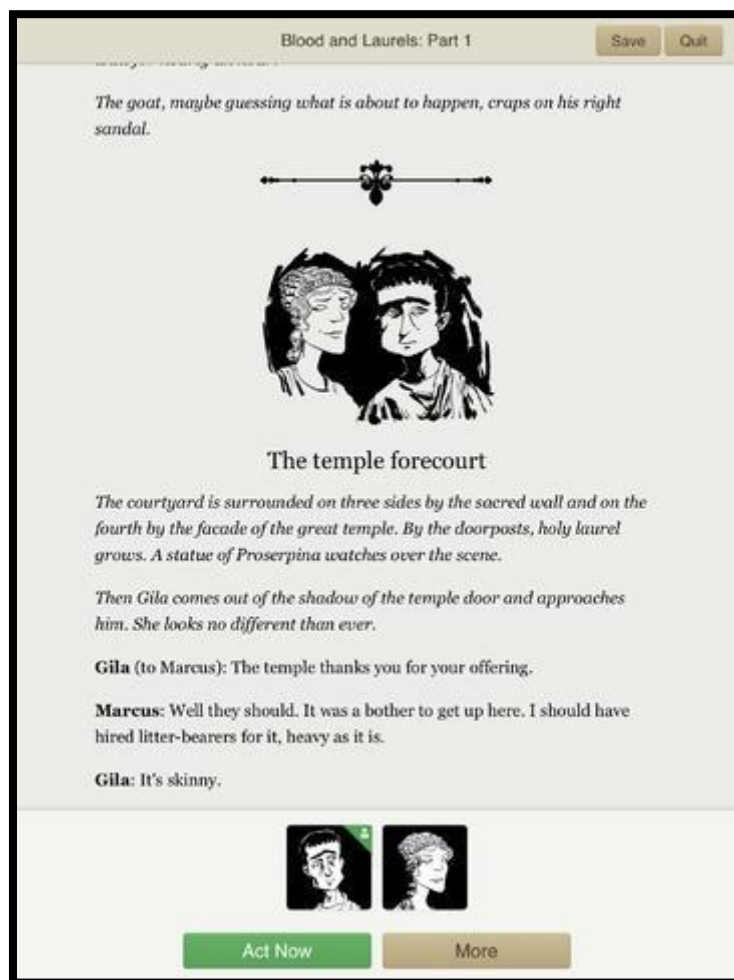 Blood and Laurels: Part 1
Save
Quit
The goat, maybe guessing what is about to happen, craps on his right
sandal.
The temple forecourt
The courtyard is surrounded on three sides by the sacred wall and on the
fourth by the facade of the great temple. By the doorposts, holy laurel
grows. A statue of Proserpina watches over the scene.
Then Gila comes out of the shadow of the temple door and approaches
him. She looks no different than ever.
Gila (to Marcus): The temple thanks you for your offering.
Marcus: Well they should. It was a bother to get up here. I should have
hired litter-bearers for it, heavy as it is.
Gila: It's skinny.
Act Now
More